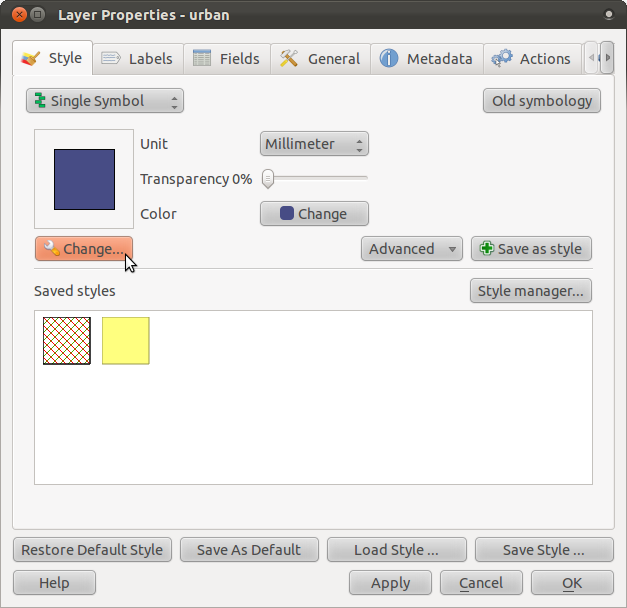 Layer Properties - urban
Style Labels Fields General Metadata Actions
Single Symbol Old symbology
Unit Millimeter
Transparency 0%
Color Change
Change... Advanced Save as style
Saved styles Style manager...
Restore Default Style Save As Default Load Style ... Save Style ...
Help Apply Cancel OK